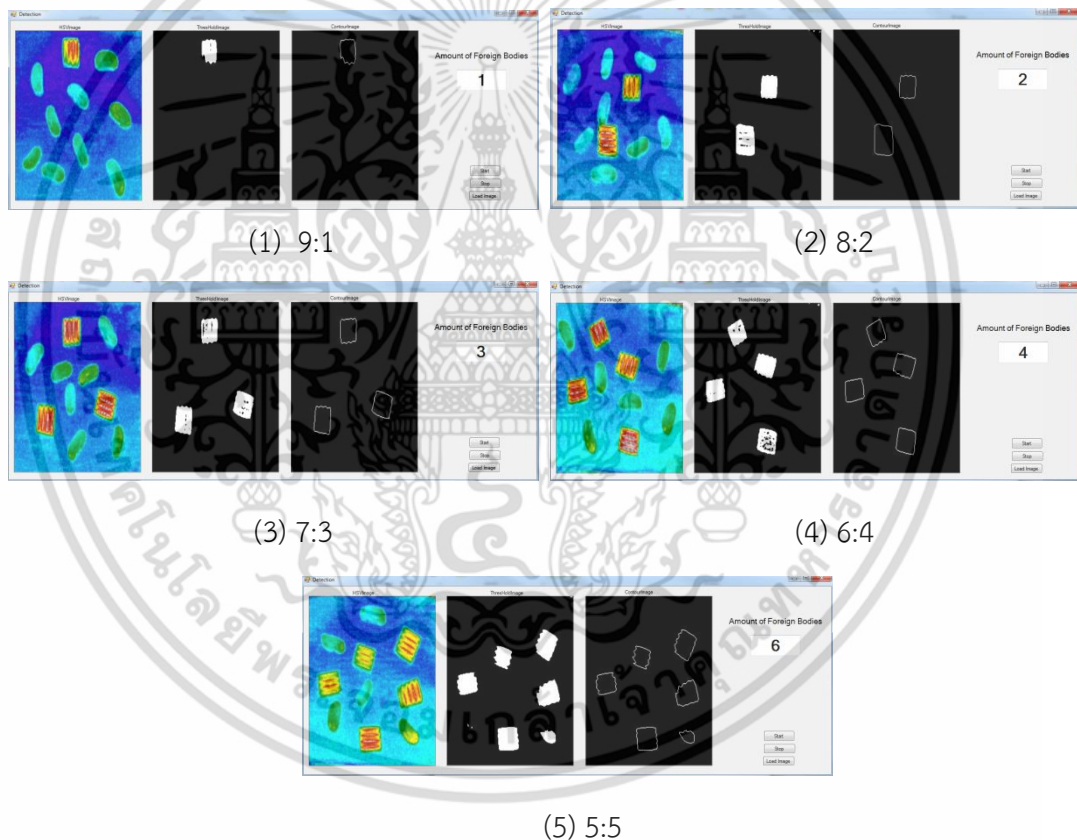 Detection
HSVImage
ThresHoldImage
ContourImage
Amount of Foreign Bodies
1
Start
Stop
Load Image
(1) 9:1
Detection
HSVImage
ThresHoldImage
ContourImage
Amount of Foreign Bodies
2
Start
Stop
Load Image
(2) 8:2
Detection
HSVImage
ThresHoldImage
ContourImage
Amount of Foreign Bodies
3
Start
Stop
Load Image
(3) 7:3
Detection
HSVImage
ThresHoldImage
ContourImage
Amount of Foreign Bodies
4
Start
Stop
Load Image
(4) 6:4
Detection
HSVImage
ThresHoldImage
ContourImage
Amount of Foreign Bodies
6
Start
Stop
Load Image
(5) 5:5